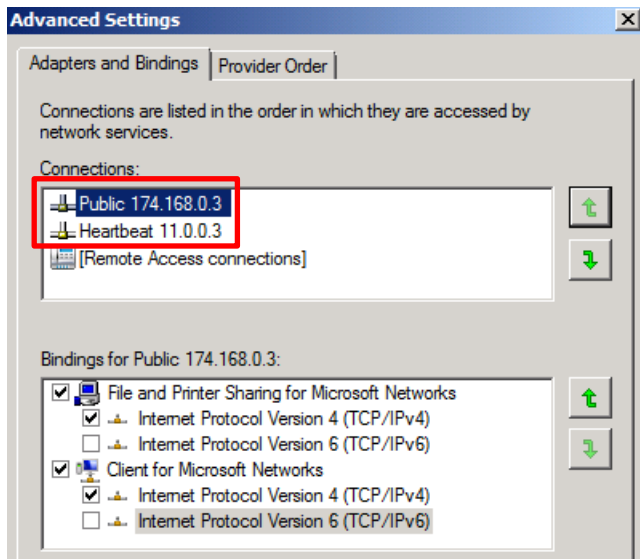 Advanced Settings
Adapters and Bindings
Provider Order
Connections are listed in the order in which they are accessed by
network services.
Connections:
Public 174.168.0.3
Heartbeat 11.0.0.3
[Remote Access connections]
Bindings for Public 174.168.0.3:
File and Printer Sharing for Microsoft Networks
Internet Protocol Version 4 (TCP/IPv4)
Internet Protocol Version 6 (TCP/IPv6)
Client for Microsoft Networks
Internet Protocol Version 4 (TCP/IPv4)
Internet Protocol Version 6 (TCP/IPv6)